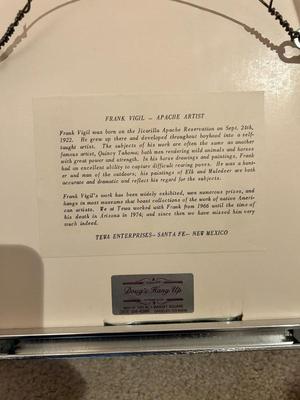 FRANK VIGIL — APACHE ARTIST
Frank Vigil was born on the Jicarilla Apache Reservation on Sept. 24th,
1922. He grew up there and developed throughout boyhood into a self-
taught artist. The subjects of his work are often the same as another
famous artist, Quincy Tahoma; both men rendering wild animals and horses
with great power and strength. In his horse drawings and paintings, Frank
had an excellent ability to capture difficult rearing poses. He was a hunt-
er and man of the outdoors; his paintings of Elk and Muledeer are both
accurate and dramatic and reflect his regard for the subjects.
Frank Vigil's work has been widely exhibited, won numerous prizes, and
hangs in most museums that boast collections of the work of native Ameri-
can artists. We at Tewa worked with Frank from 1966 until the time of
his death in Arizona in 1974; and since then we have missed him very
much indeed.
TEWA ENTERPRISES— SANTA FE— NEW MEXICO
Doug's Hang Up